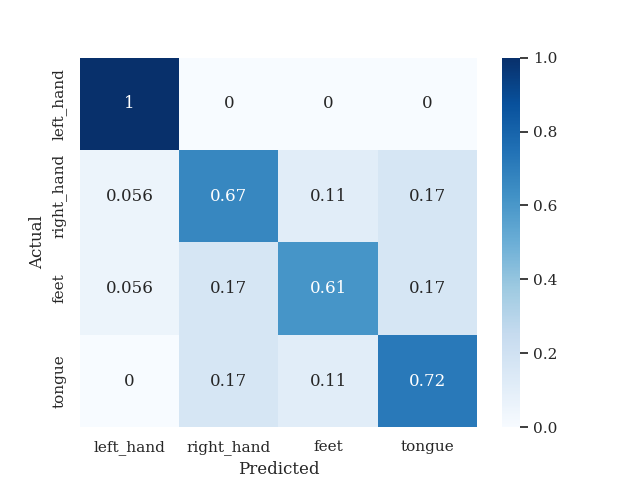 left_hand 1 0 0 0
right_hand 0.056 0.67 0.11 0.17
feet 0.056 0.17 0.61 0.17
tongue 0 0.17 0.11 0.72
left_hand right_hand feet tongue
Predicted
Actual
1.0
0.8
0.6
0.4
0.2
0.0